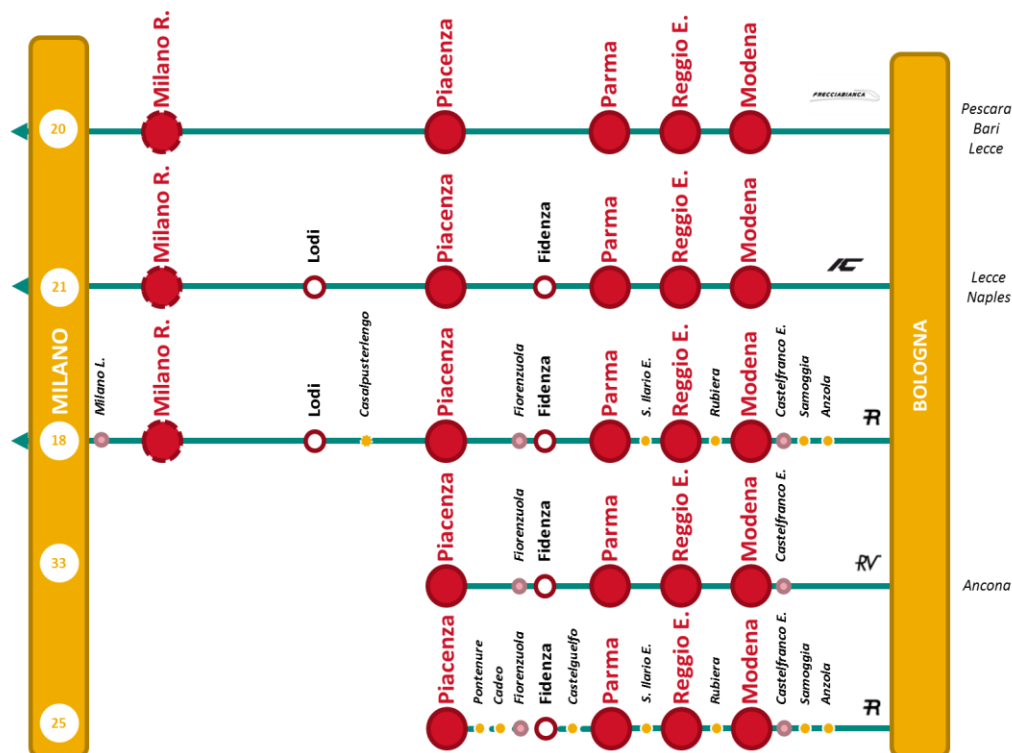 Milano R.
Piacenza
Parma
Reggio E.
Modena
FRECCIABIANCA
20
Pescara
Bari
Lecce
Milano R.
Lodi
Piacenza
Fidenza
Parma
Reggio E.
Modena
IC
21
Lecce
Naples
MILANO
BOLOGNA
Milano L.
Milano R.
Lodi
Casalpusterlengo
Piacenza
Fiorenzuola
Fidenza
Parma
S. Ilario E.
Reggio E.
Rubiera
Modena
Castelfranco E.
Samoggia
Anzola
R
18
Piacenza
Fiorenzuola
Fidenza
Parma
Reggio E.
Modena
Castelfranco E.
RV
33
Ancona
Piacenza
Pontenure
Cadeo
Fiorenzuola
Fidenza
Castelguelfo
Parma
S. Ilario E.
Reggio E.
Rubiera
Modena
Castelfranco E.
Samoggia
Anzola
R
25